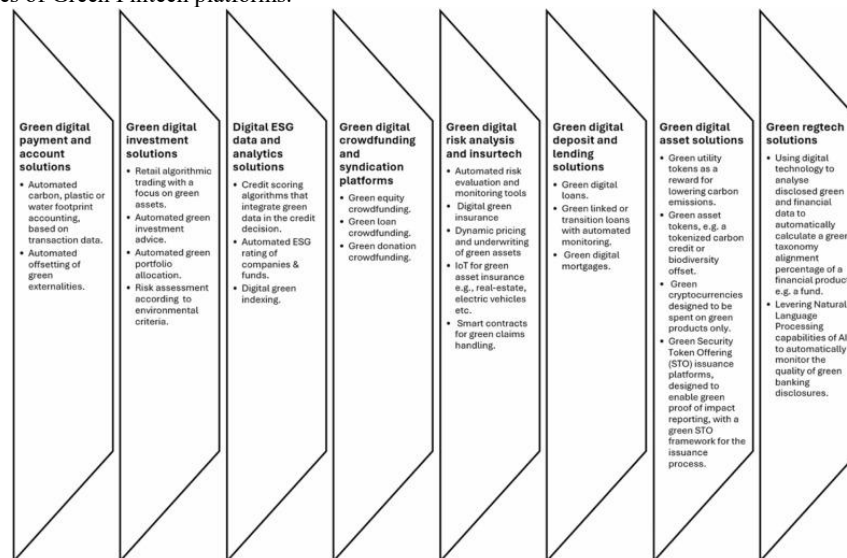 es of Green Fintech platforms.
Green digital
payment and
account
solutions
• Automated
carbon, plastic or
water footprint
accounting,
based on
transaction data.
• Automated
offsetting of
green
externalities.
Green digital
investment
solutions
• Retail algorithmic
trading with a
focus on green
assets.
• Automated green
investment
advice.
• Automated green
portfolio
allocation.
• Risk assessment
according to
environmental
criteria.
Digital ESG
data and
analytics
solutions
• Credit scoring
algorithms that
integrate green
data in the credit
decision.
• Automated ESG
rating of
companies &
funds.
• Digital green
indexing.
Green digital
crowdfunding
and
syndication
platforms
• Green equity
crowdfunding.
• Green loan
crowdfunding.
• Green donation
crowdfunding.
Green digital
risk analysis
and insurtech
• Automated risk
evaluation and
monitoring tools
• Digital green
insurance
• Dynamic pricing
and underwriting
of green assets
• IoT for green
asset insurance
e.g., real-estate,
electric vehicles
etc.
• Smart contracts
for green claims
handling.
Green digital
deposit and
lending
solutions
• Green digital
loans.
• Green linked or
transition loans
with automated
monitoring.
• Green digital
mortgages.
Green digital
asset solutions
• Green utility
tokens as a
reward for
lowering carbon
emissions.
• Green asset
tokens, e.g. a
tokenized carbon
credit or
biodiversity
offset.
• Green
cryptocurrencies
designed to be
spent on green
products only.
• Green Security
Token Offering
(STO) issuance
platforms,
designed to
enable green
proof of impact
reporting, with a
green STO
framework for the
issuance
process.
Green regtech
solutions
• Using digital
technology to
analyse
disclosed green
and financial
data to
automatically
calculate a green
taxonomy
alignment
percentage of a
financial product
e.g. a fund.
• Levering Natural
Language
Processing
capabilities of AI
to automatically
monitor the
quality of green
banking
disclosures.